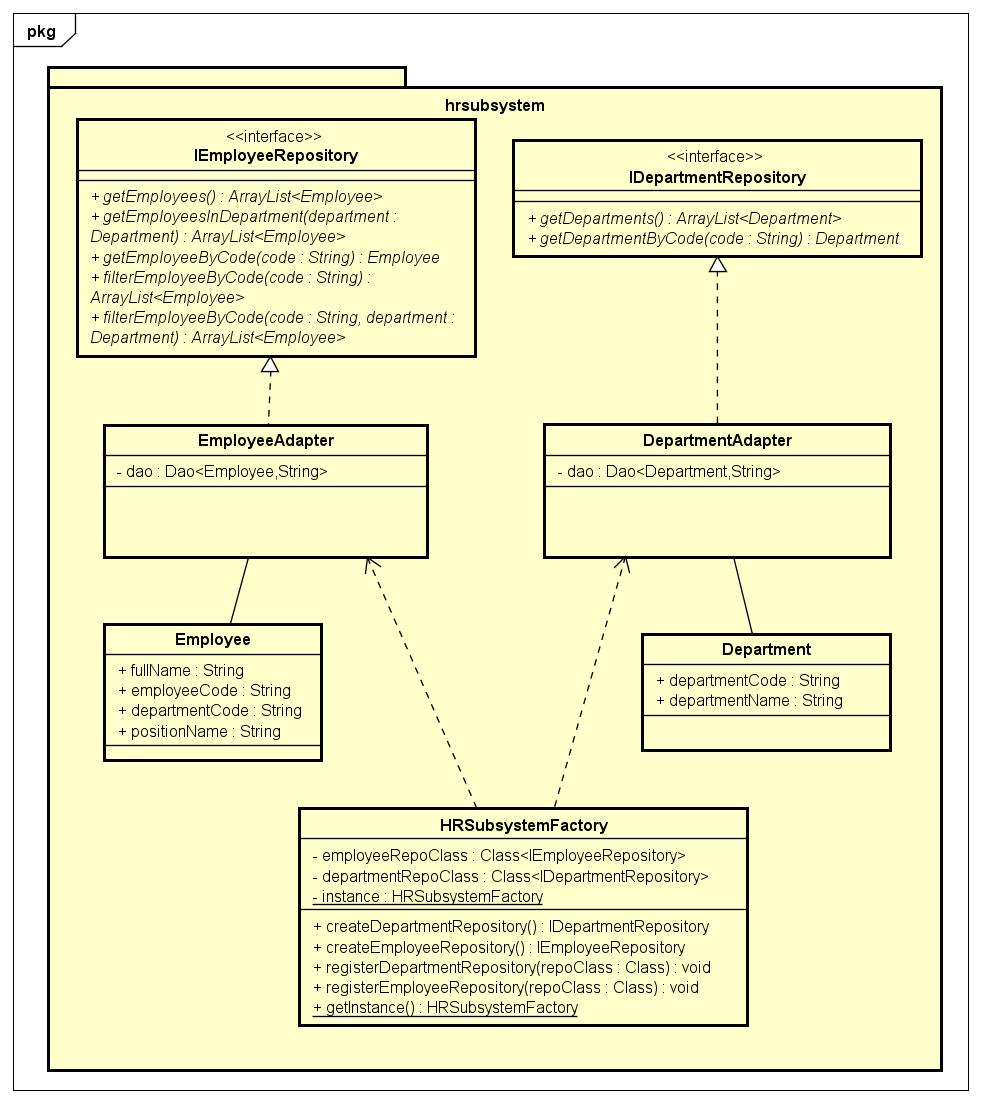 pkg
hrsubsystem
<<interface>>
IEmployeeRepository
+ getEmployees() : ArrayList<Employee>
+ getEmployeesInDepartment(department :
Department) : ArrayList<Employee>
+ getEmployeeByCode(code : String) : Employee
+ filterEmployeeByCode(code : String) :
ArrayList<Employee>
+ filterEmployeeByCode(code : String, department :
Department) : ArrayList<Employee>
<<interface>>
IDepartmentRepository
+ getDepartments() : ArrayList<Department>
+ getDepartmentByCode(code : String) : Department
EmployeeAdapter
- dao : Dao<Employee,String>
DepartmentAdapter
- dao : Dao<Department,String>
Employee
+ fullName : String
+ employeeCode : String
+ departmentCode : String
+ positionName : String
Department
+ departmentCode : String
+ departmentName : String
HRSubsystemFactory
- employeeRepoClass : Class<IEmployeeRepository>
- departmentRepoClass : Class<IDepartmentRepository>
- instance : HRSubsystemFactory
+ createDepartmentRepository() : IDepartmentRepository
+ createEmployeeRepository() : IEmployeeRepository
+ registerDepartmentRepository(repoClass : Class) : void
+ registerEmployeeRepository(repoClass : Class) : void
+ getInstance() : HRSubsystemFactory